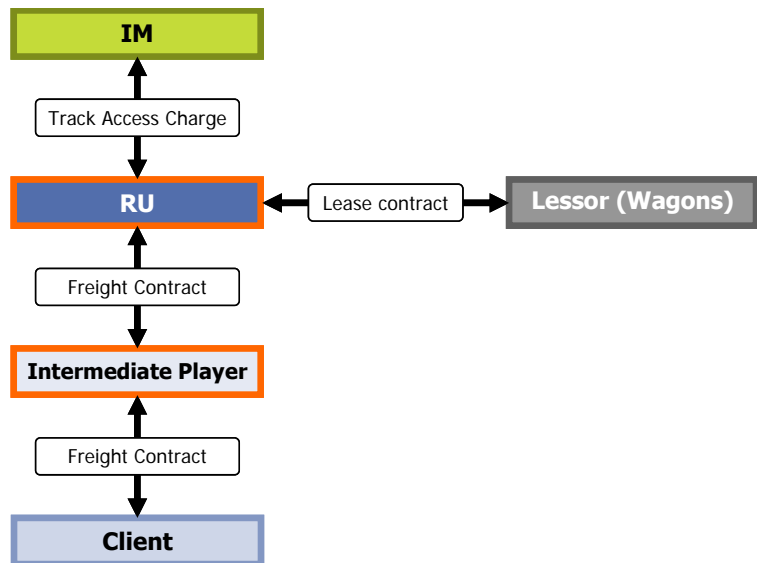 IM
Track Access Charge
RU
Lease contract
Lessor (Wagons)
Freight Contract
Intermediate Player
Freight Contract
Client